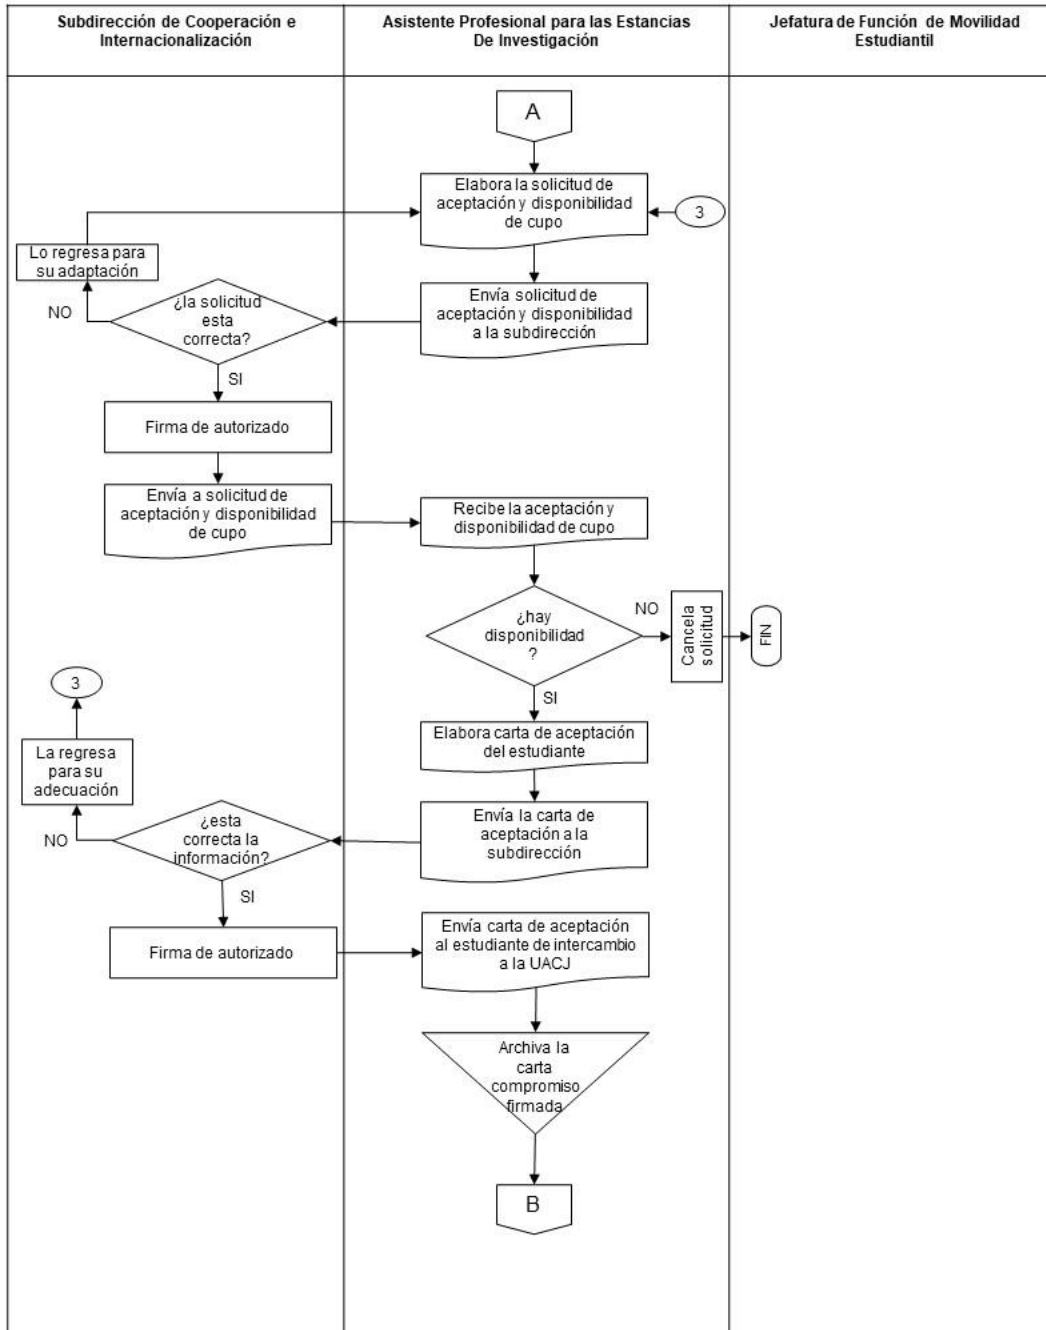 Subdirección de Cooperación e
Internacionalización
Asistente Profesional para las Estancias
De Investigación
Jefatura de Función de Movilidad
Estudiantil
A
Elabora la solicitud de
aceptación y disponibilidad
de cupo
3
Lo regresa para
su adaptación
NO
¿la solicitud
esta
correcta?
Envía solicitud de
aceptación y disponibilidad
a la subdirección
SI
Firma de autorizado
Envía a solicitud de
aceptación y disponibilidad
de cupo
Recibe la aceptación y
disponibilidad de cupo
¿hay
disponibilidad
?
NO
Cancela
solicitud
FIN
SI
3
Elabora carta de aceptación
del estudiante
La regresa
para su
adecuación
NO
¿esta
correcta la
información?
Envía la carta de
aceptación a la
subdirección
SI
Firma de autorizado
Envía carta de aceptación
al estudiante de intercambio
a la UACJ
Archiva la
carta
compromiso
firmada
B